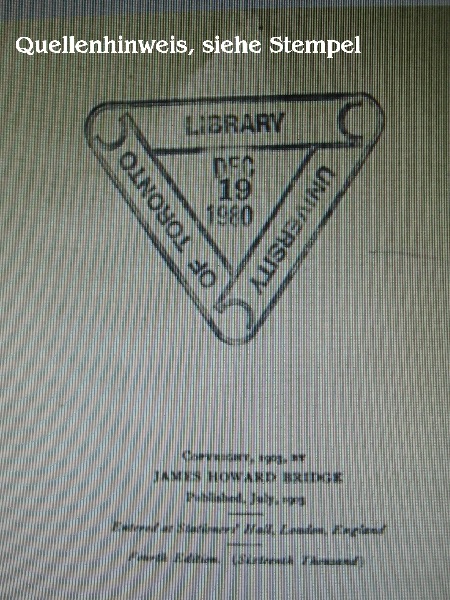 Quellenhinweis, siehe Stempel
LIBRARY
DEC
19
1980
UNIVERSITY
OF TORONTO
COPYRIGHT, 1903, BY
JAMES HOWARD BRIDGE
Published, July, 1903
Entered at Stationers' Hall, London, England
Fourth Edition. (Sixteenth Thousand)